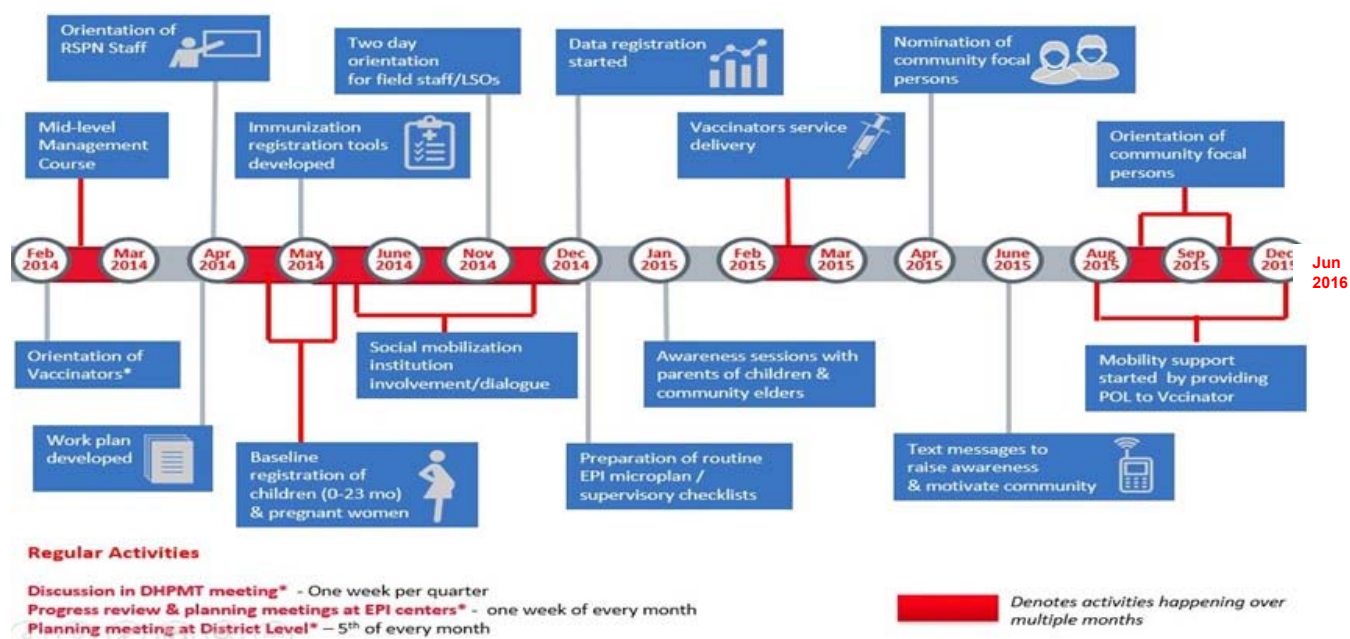 Orientation of
RSPN Staff
Two day
orientation
for field staff/LSOs
Data registration
started
Nomination of
community focal
persons
Mid-level
Management
Course
Immunization
registration tools
developed
Vaccinators service
delivery
Orientation of
community focal
persons
Feb
2014
Mar
2014
Apr
2014
May
2014
June
2014
Nov
2014
Dec
2014
Jan
2015
Feb
2015
Mar
2015
Apr
2015
June
2015
Aug
2015
Sep
2015
Dec
2015
Jun
2016
Orientation of
Vaccinators*
Social mobilization
institution
involvement/dialogue
Awareness sessions with
parents of children &
community elders
Mobility support
started by providing
POL to Vccinator
Work plan
developed
Baseline
registration of
children (0-23 mo)
& pregnant women
Preparation of routine
EPI microplan /
supervisory checklists
Text messages to
raise awareness
& motivate community
Regular Activities
Discussion in DHPMT meeting* - One week per quarter
Progress review & planning meetings at EPI centers* - one week of every month
Planning meeting at District Level* – 5th of every month
Denotes activities happening over
multiple months